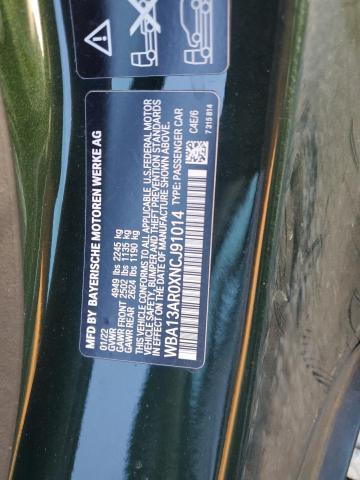 MFD BY BAYERISCHE MOTOREN WERKE AG
01/22
GVWR 4949 lbs 2245 kg
GAWR FRONT 2502 lbs 1135 kg
GAWR REAR 2624 lbs 1190 kg
THIS VEHICLE CONFORMS TO ALL APPLICABLE U.S. FEDERAL MOTOR
VEHICLE SAFETY, BUMPER, AND THEFT PREVENTION STANDARDS
IN EFFECT ON THE DATE OF MANUFACTURE SHOWN ABOVE.
WBA13AR0XNCJ91014 TYPE: PASSENGER CAR
C4E/6
7 319 814